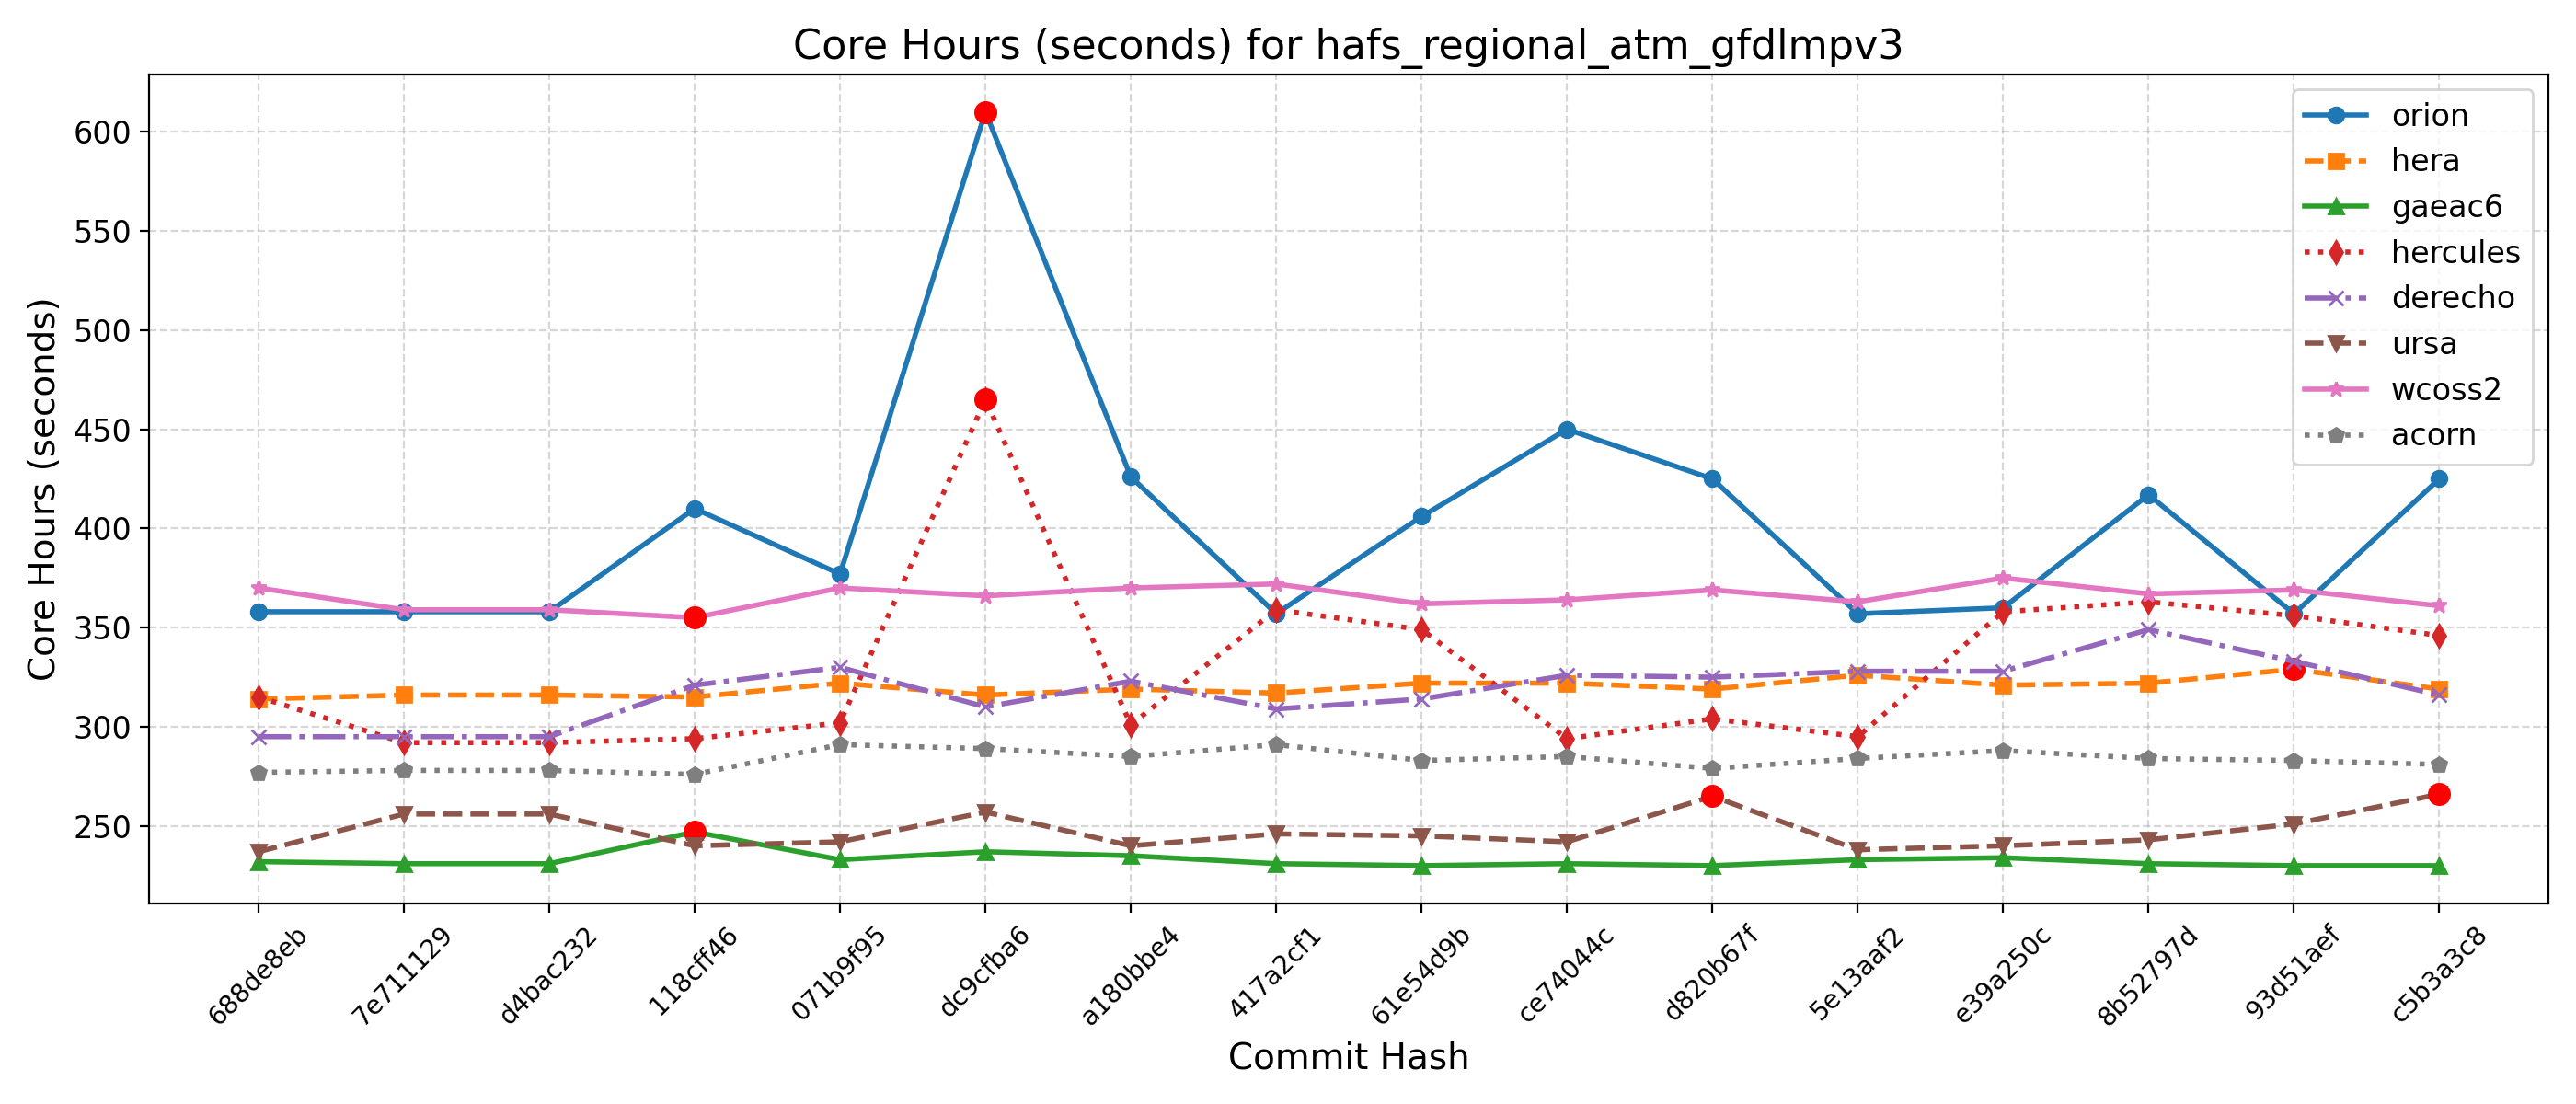 Core Hours (seconds) for hafs_regional_atm_gfdlmpv3
Core Hours (seconds)
600
550
500
450
400
350
300
250
orion
hera
gaeac6
hercules
derecho
ursa
wcoss2
acorn
688de8eb
7e711129
d4bac232
118cff46
071b9f95
dc9cfba6
a180bbe4
417a2cf1
61e54d9b
ce74044c
d820b67f
5e13aaf2
e39a250c
8b52797d
93d51aef
c5b3a3c8
Commit Hash